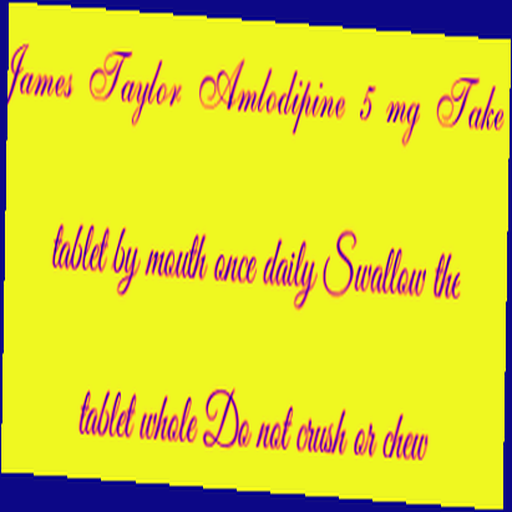 James Taylor Amlodipine 5 mg Take
tablet by mouth once daily Swallow the
tablet whole Do not crush or chew